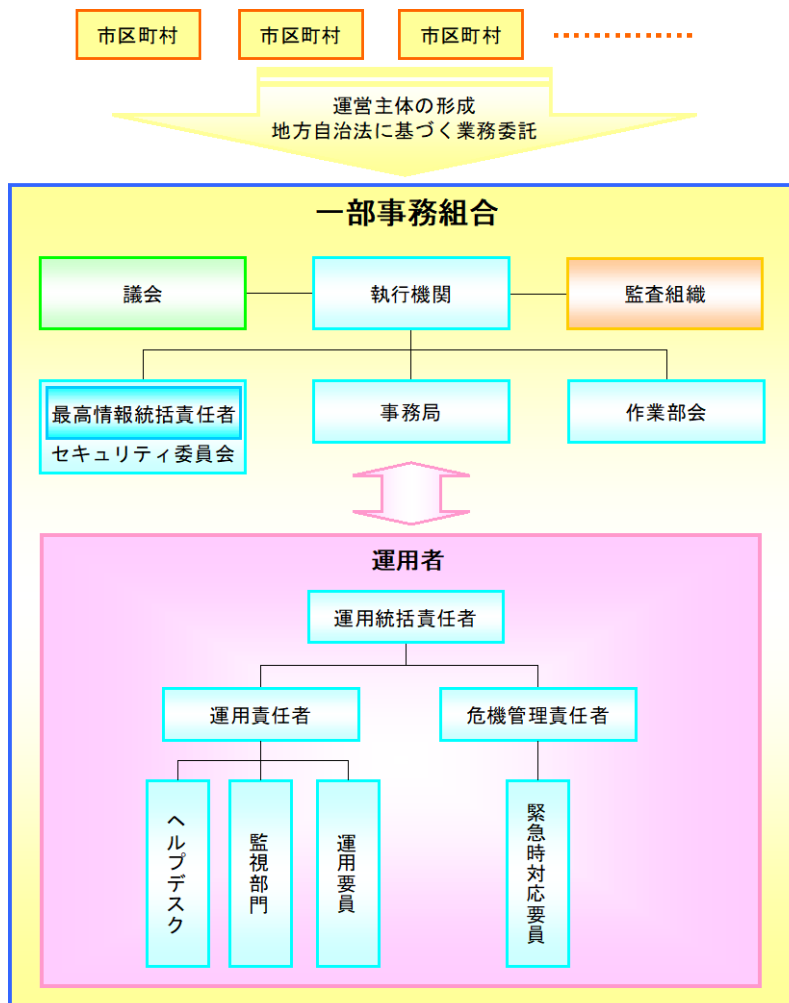 市区町村
市区町村
市区町村
運営主体の形成
地方自治法に基づく業務委託
一部事務組合
議会
執行機関
監査組織
最高情報統括責任者
セキュリティ委員会
事務局
作業部会
運用者
運用統括責任者
運用責任者
危機管理責任者
ヘルプデスク
監視部門
運用要員
緊急時対応要員